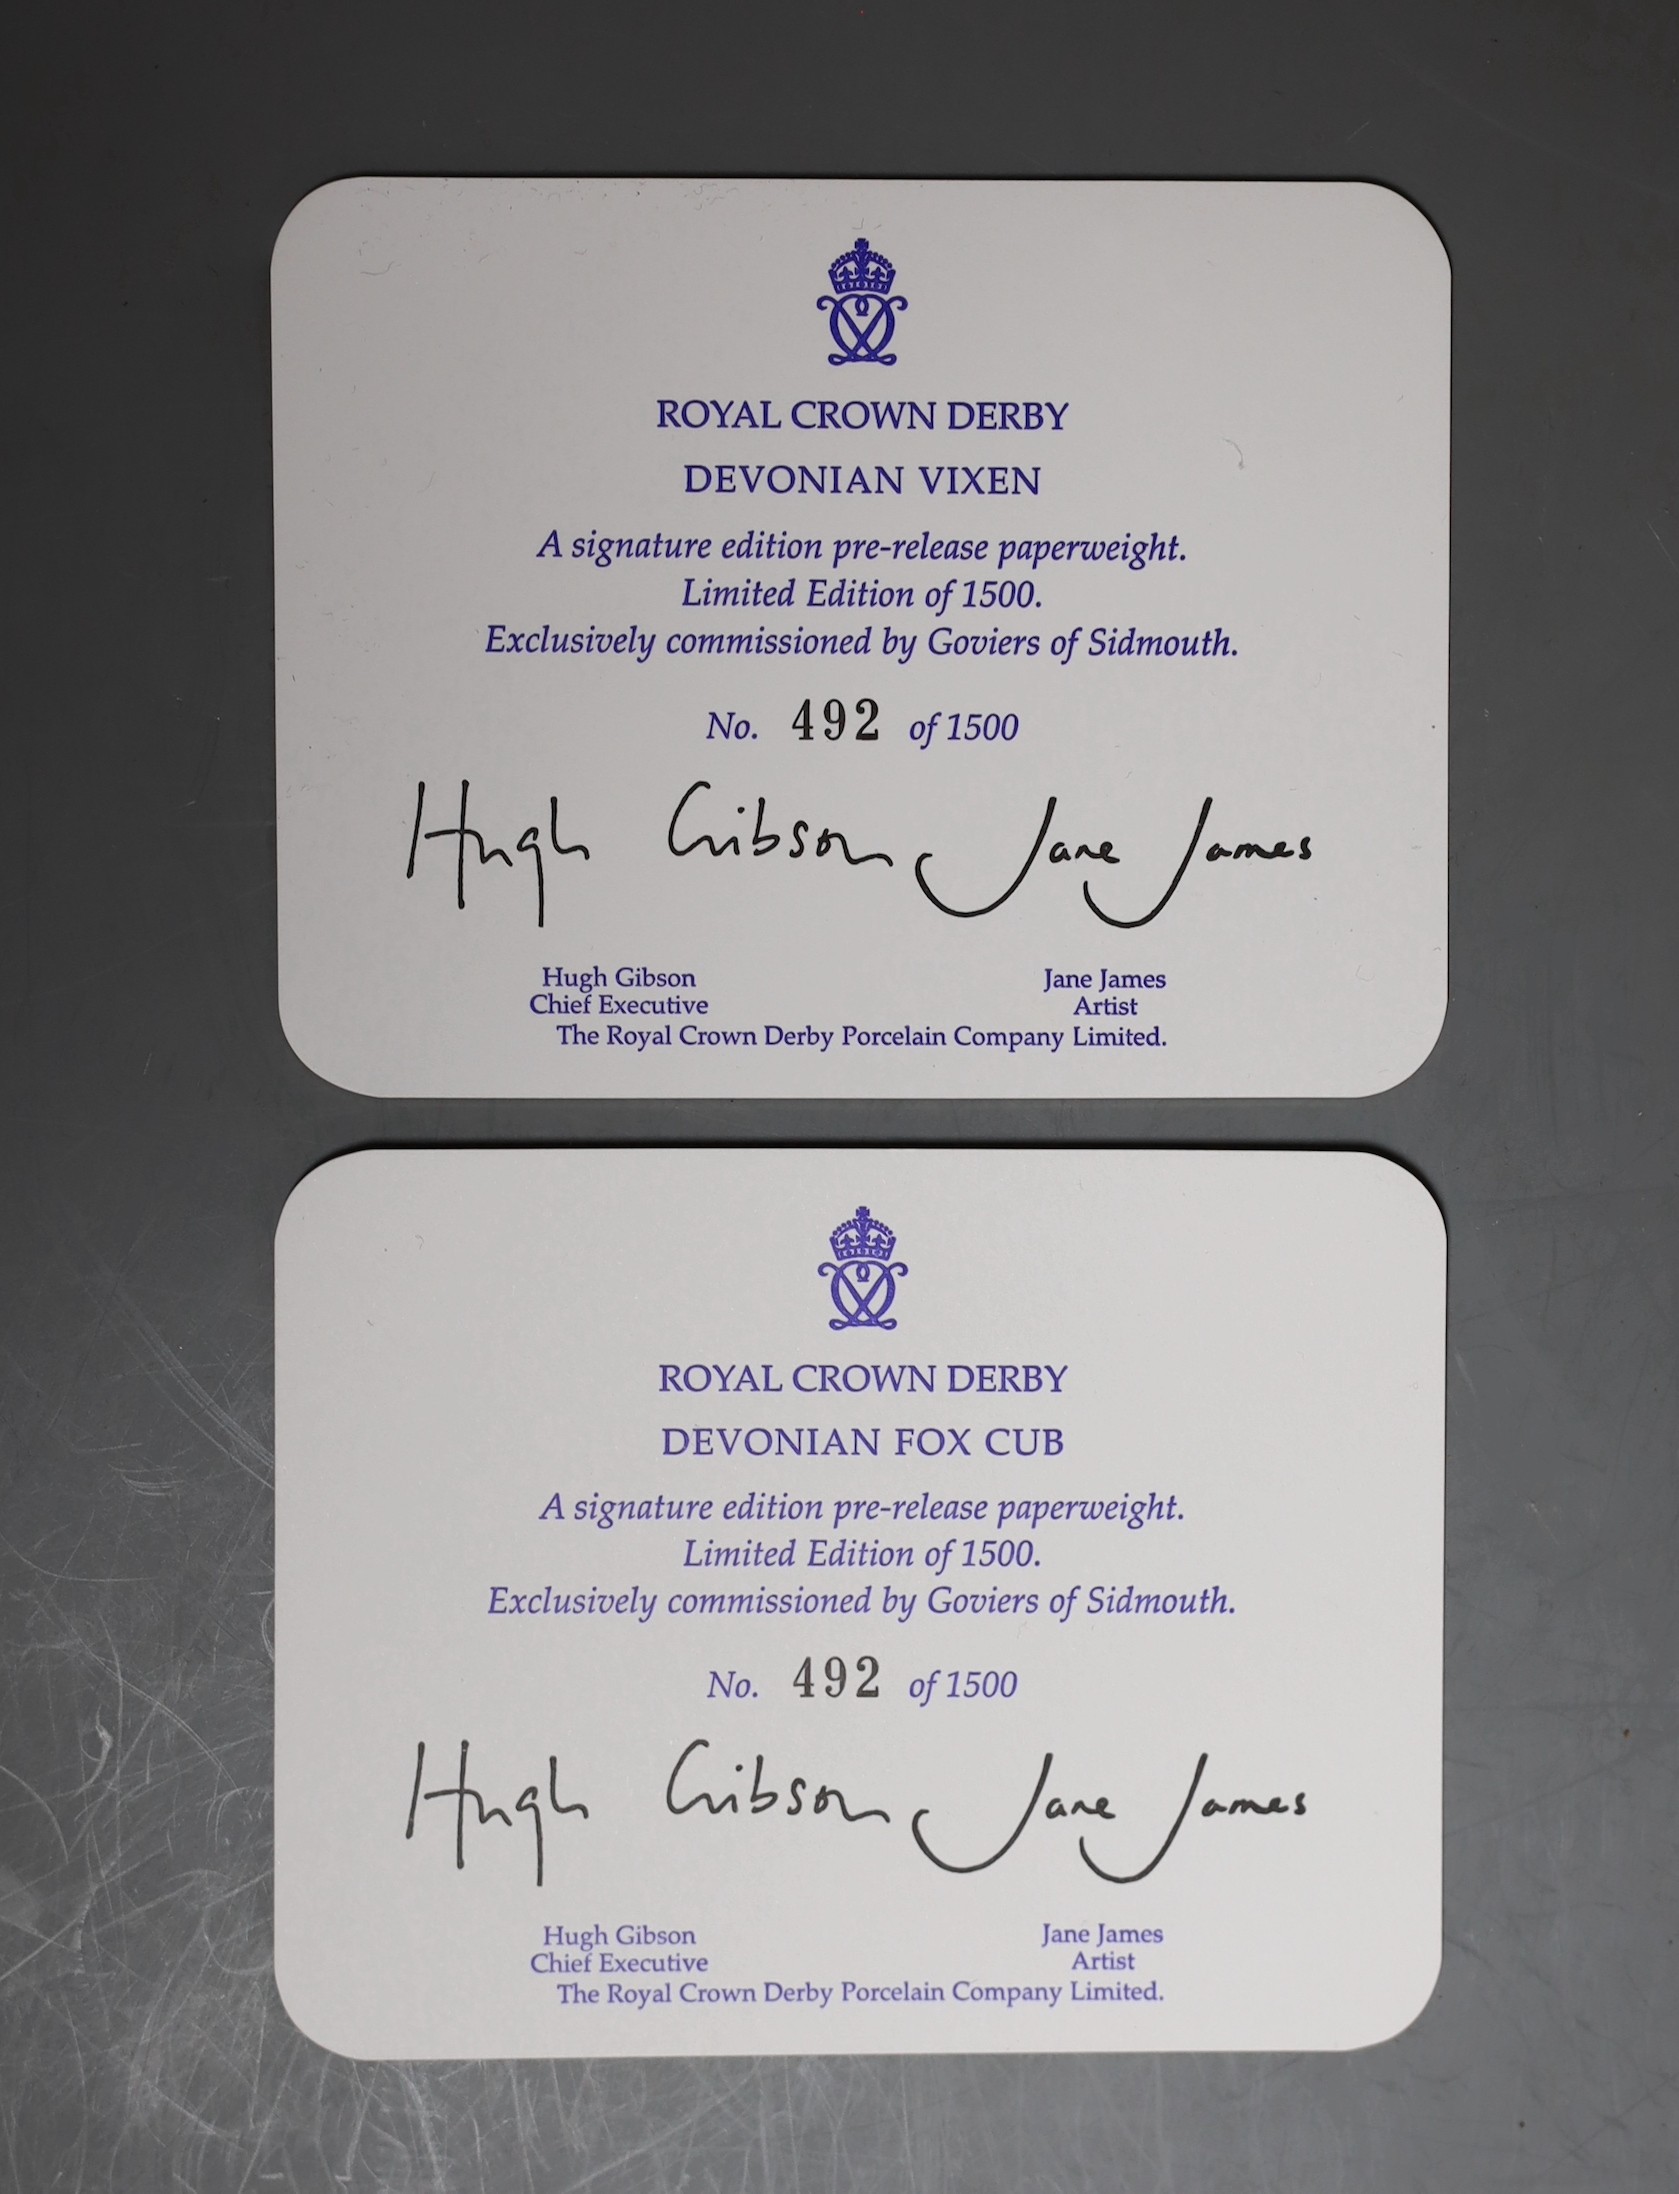 ROYAL CROWN DERBY
DEVONIAN VIXEN
A signature edition pre-release paperweight.
Limited Edition of 1500.
Exclusively commissioned by Goviers of Sidmouth.
No. 492 of 1500
Hugh Gibson Jane James
Hugh Gibson Jane James
Chief Executive Artist
The Royal Crown Derby Porcelain Company Limited.
ROYAL CROWN DERBY
DEVONIAN FOX CUB
A signature edition pre-release paperweight.
Limited Edition of 1500.
Exclusively commissioned by Goviers of Sidmouth.
No. 492 of 1500
Hugh Gibson Jane James
Hugh Gibson Jane James
Chief Executive Artist
The Royal Crown Derby Porcelain Company Limited.